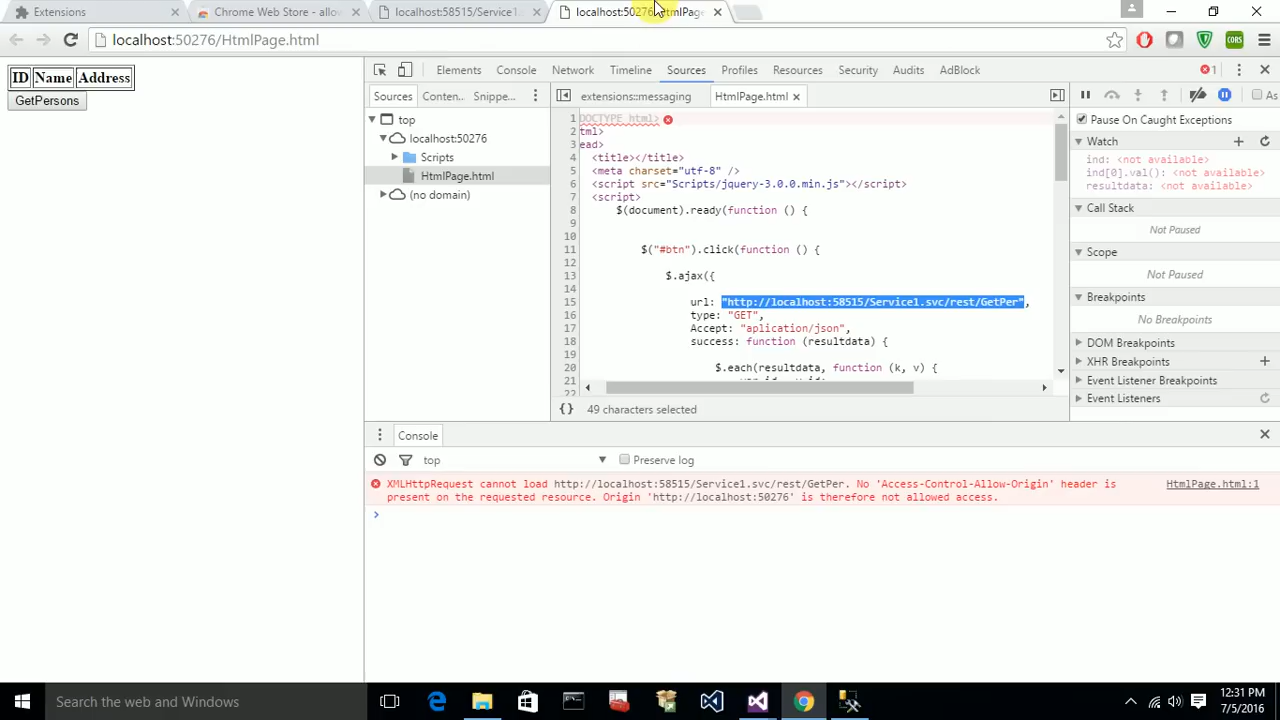 Extensions
Chrome Web Store - allo
localhost:58515/Service1.
localhost:50276/HtmlPage
localhost:50276/HtmlPage.html
CORS
ID Name Address
GetPersons
Elements Console Network Timeline Sources Profiles Resources Security Audits AdBlock 1
Sources Conten... Snippe...
extensions::messaging HtmlPage.html
As
top
localhost:50276
Scripts
HtmlPage.html
(no domain)
1 DOCTYPE html>
2 tml>
3 ead>
4 <title></title>
5 <meta charset="utf-8" />
6 <script src="Scripts/jquery-3.0.0.min.js"></script>
7 <script>
8 $(document).ready(function () {
9
10
11 $("#btn").click(function () {
12
13 $.ajax({
14
15 url: "http://localhost:58515/Service1.svc/rest/GetPer",
16 type: "GET",
17 Accept: "aplication/json",
18 success: function (resultdata) {
19
20 $.each(resultdata, function (k, v) {
21
22
{} 49 characters selected
Pause On Caught Exceptions
Watch
ind: <not available>
ind[0].val(): <not available>
resultdata: <not available>
Call Stack
Not Paused
Scope
Not Paused
Breakpoints
No Breakpoints
DOM Breakpoints
XHR Breakpoints
Event Listener Breakpoints
Event Listeners
Console
top Preserve log
XMLHttpRequest cannot load http://localhost:58515/Service1.svc/rest/GetPer. No 'Access-Control-Allow-Origin' header is HtmlPage.html:1
present on the requested resource. Origin 'http://localhost:50276' is therefore not allowed access.
Search the web and Windows
12:31 PM
7/5/2016